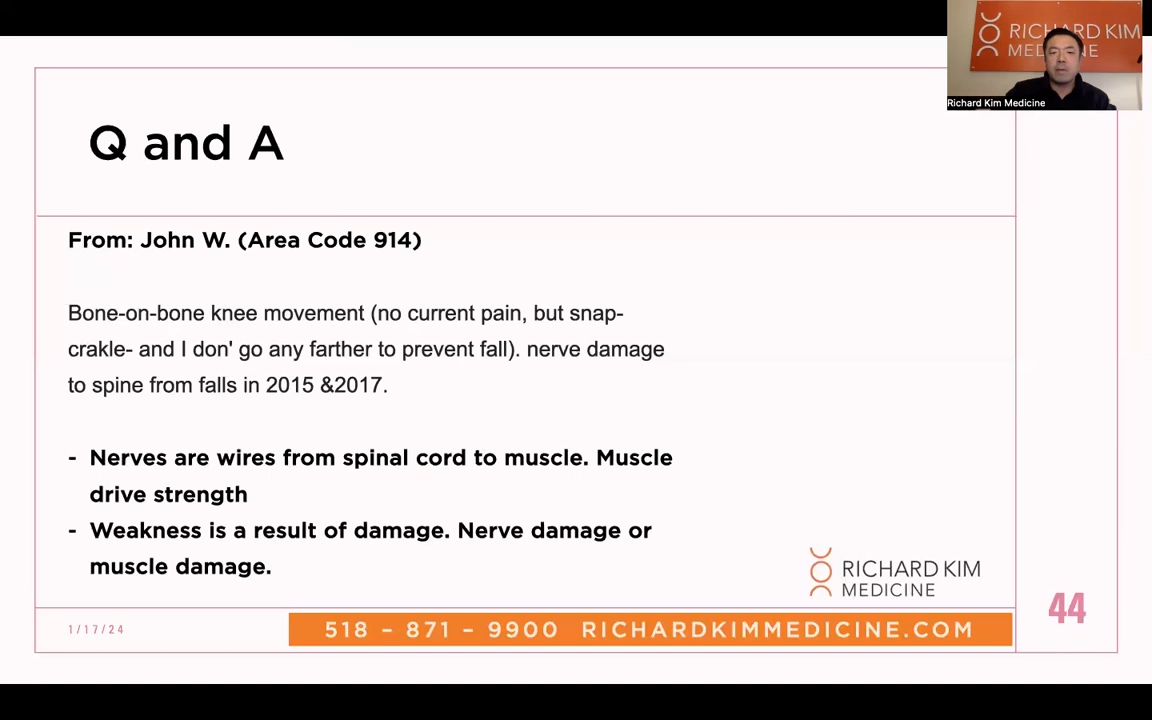 RICHARD KIM
MEDICINE
Richard Kim Medicine
Q and A
From: John W. (Area Code 914)
Bone-on-bone knee movement (no current pain, but snap-
crakle- and I don' go any farther to prevent fall). nerve damage
to spine from falls in 2015 &2017.
- Nerves are wires from spinal cord to muscle. Muscle
drive strength
- Weakness is a result of damage. Nerve damage or
muscle damage.
RICHARD KIM
MEDICINE
44
1/17/24
518 - 871 - 9900 RICHARDKIMMEDICINE.COM